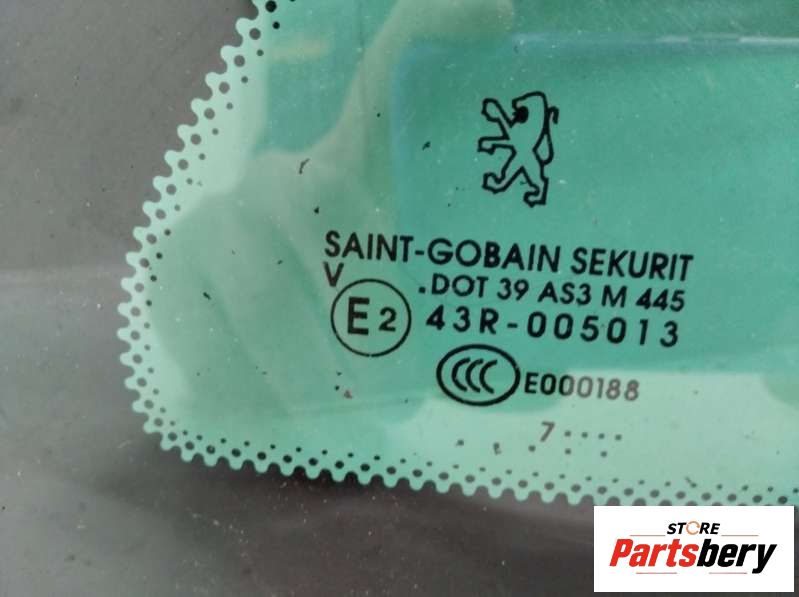 SAINT-GOBAIN SEKURIT
V .DOT 39 AS3 M 445
E2 43R-005013
CCC E000188
.7::::
STORE
Partsbery